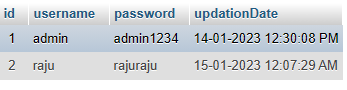 id username password updationDate
1 admin admin1234 14-01-2023 12:30:08 PM
2 raju rajuraju 15-01-2023 12:07:29 AM